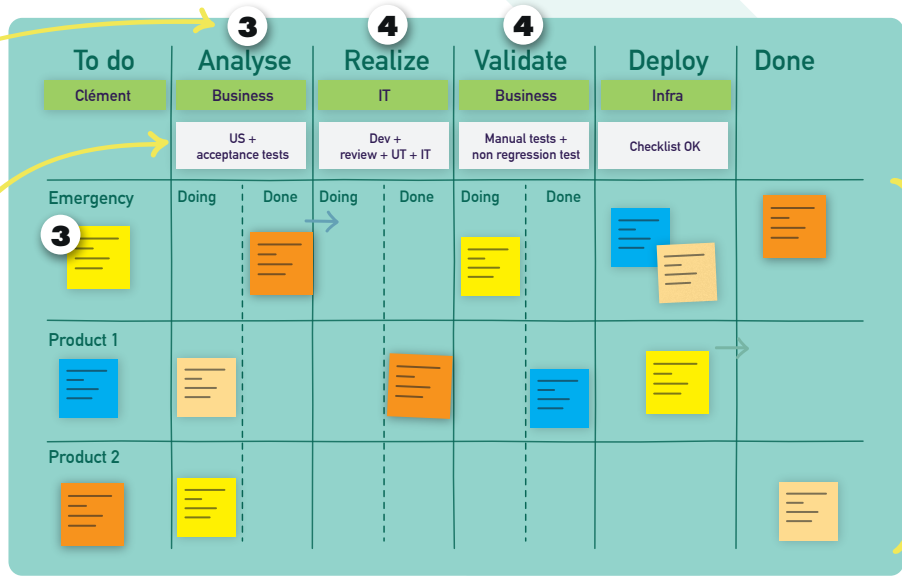 3 4 4
To do Analyse Realize Validate Deploy Done
Clément Business IT Business Infra
US +
acceptance tests
Dev +
review + UT + IT
Manual tests +
non regression test
Checklist OK
Emergency
Doing Done Doing Done Doing Done
3
Product 1
Product 2